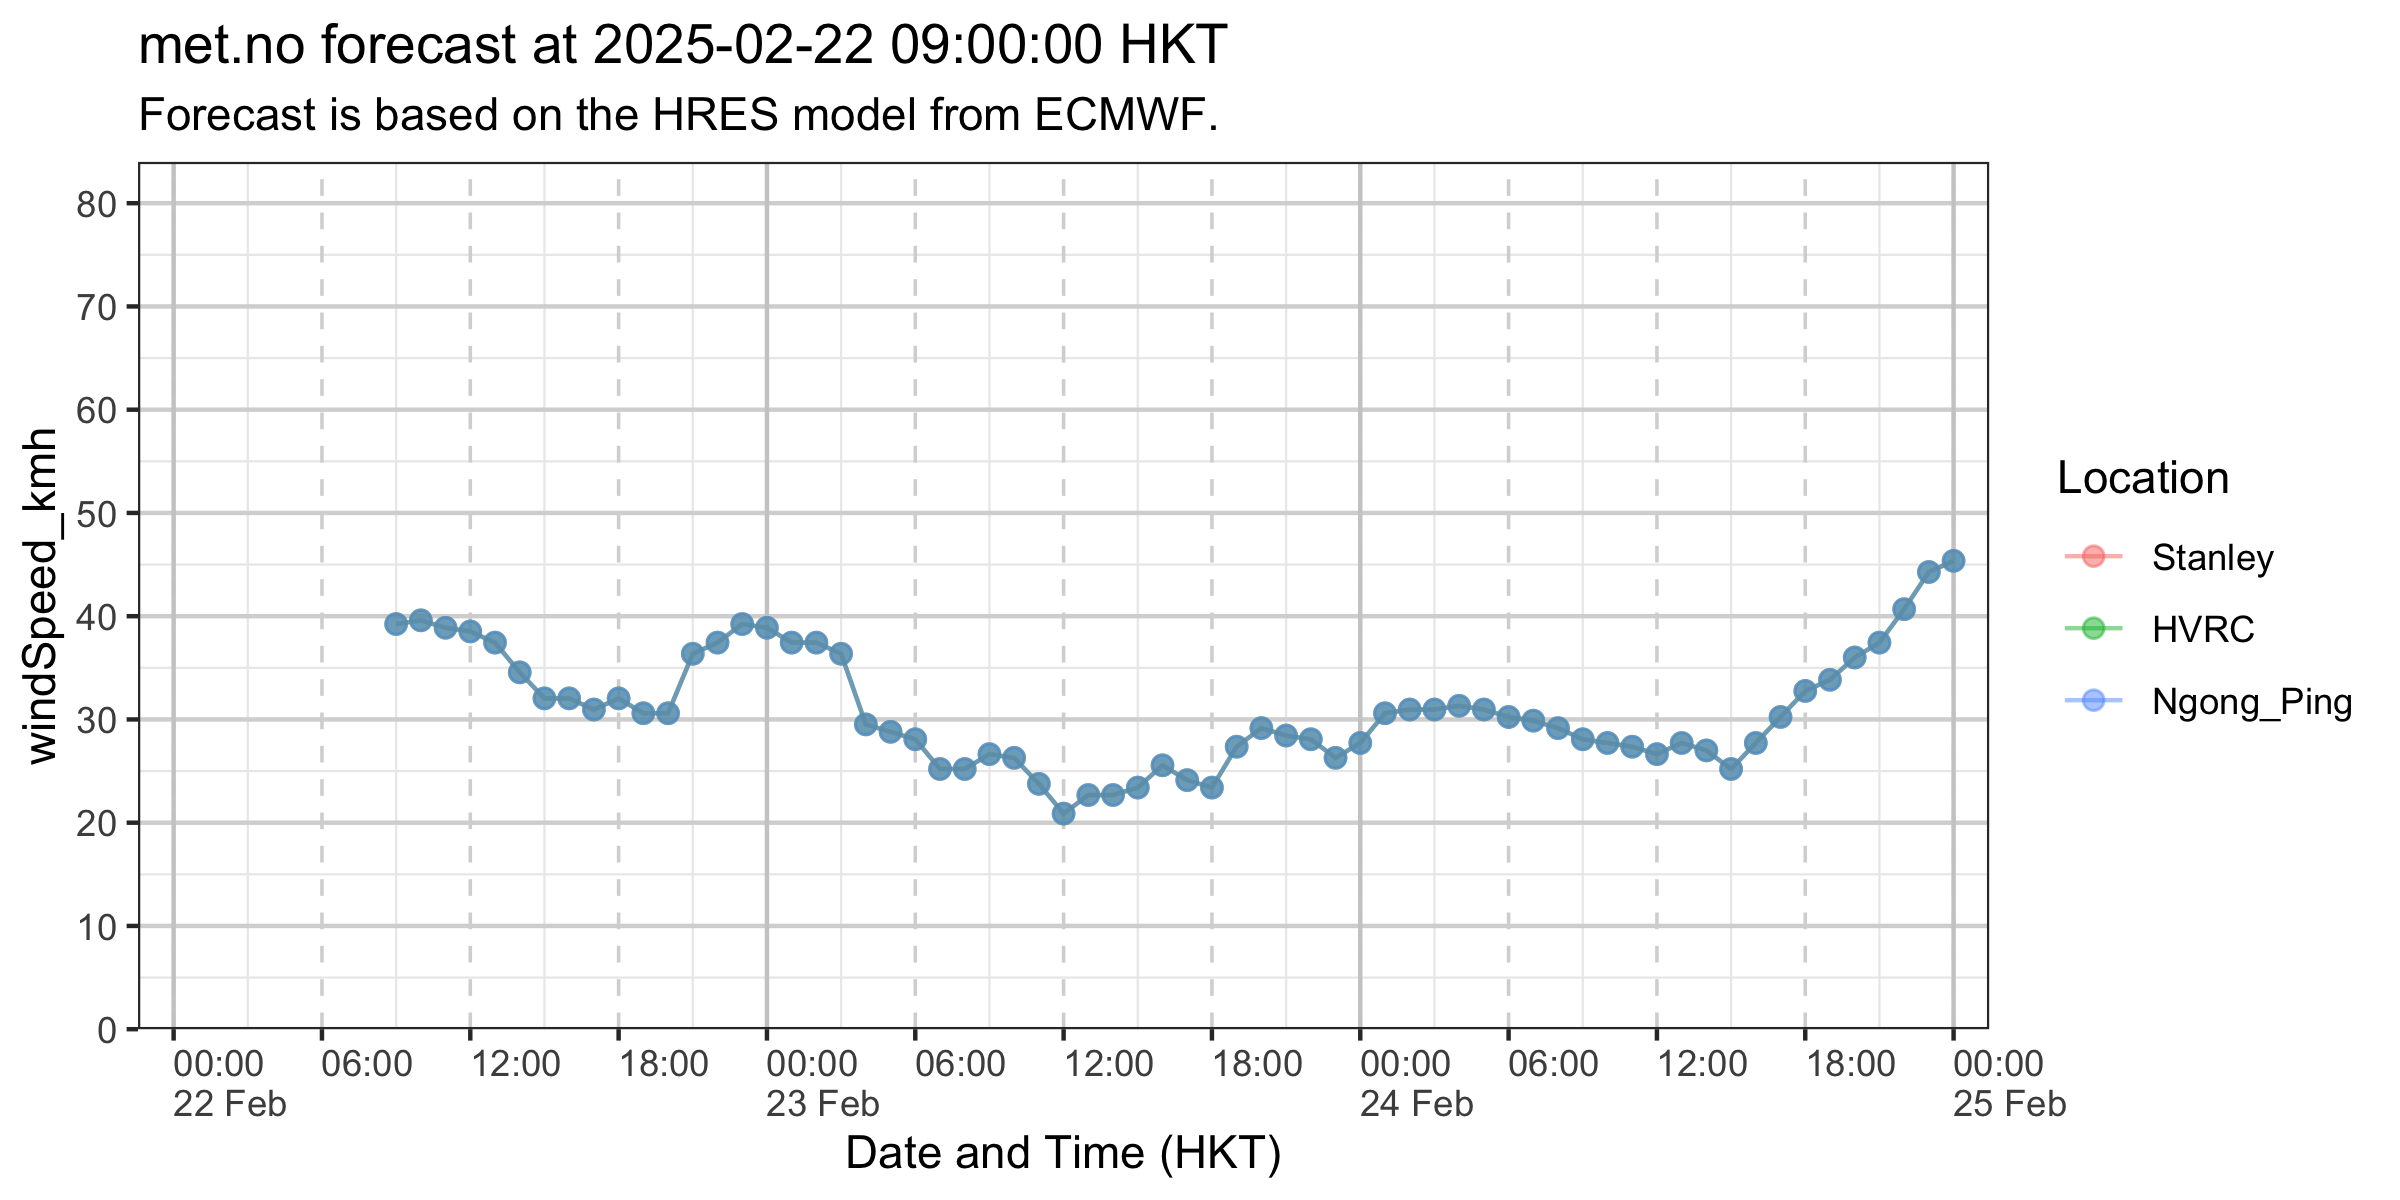 met.no forecast at 2025-02-22 09:00:00 HKT
Forecast is based on the HRES model from ECMWF.
windSpeed_kmh
80
70
60
50
40
30
20
10
0
00:00 06:00 12:00 18:00 00:00 06:00 12:00 18:00 00:00 06:00 12:00 18:00 00:00
22 Feb 23 Feb 24 Feb 25 Feb
Date and Time (HKT)
Location
Stanley
HVRC
Ngong_Ping